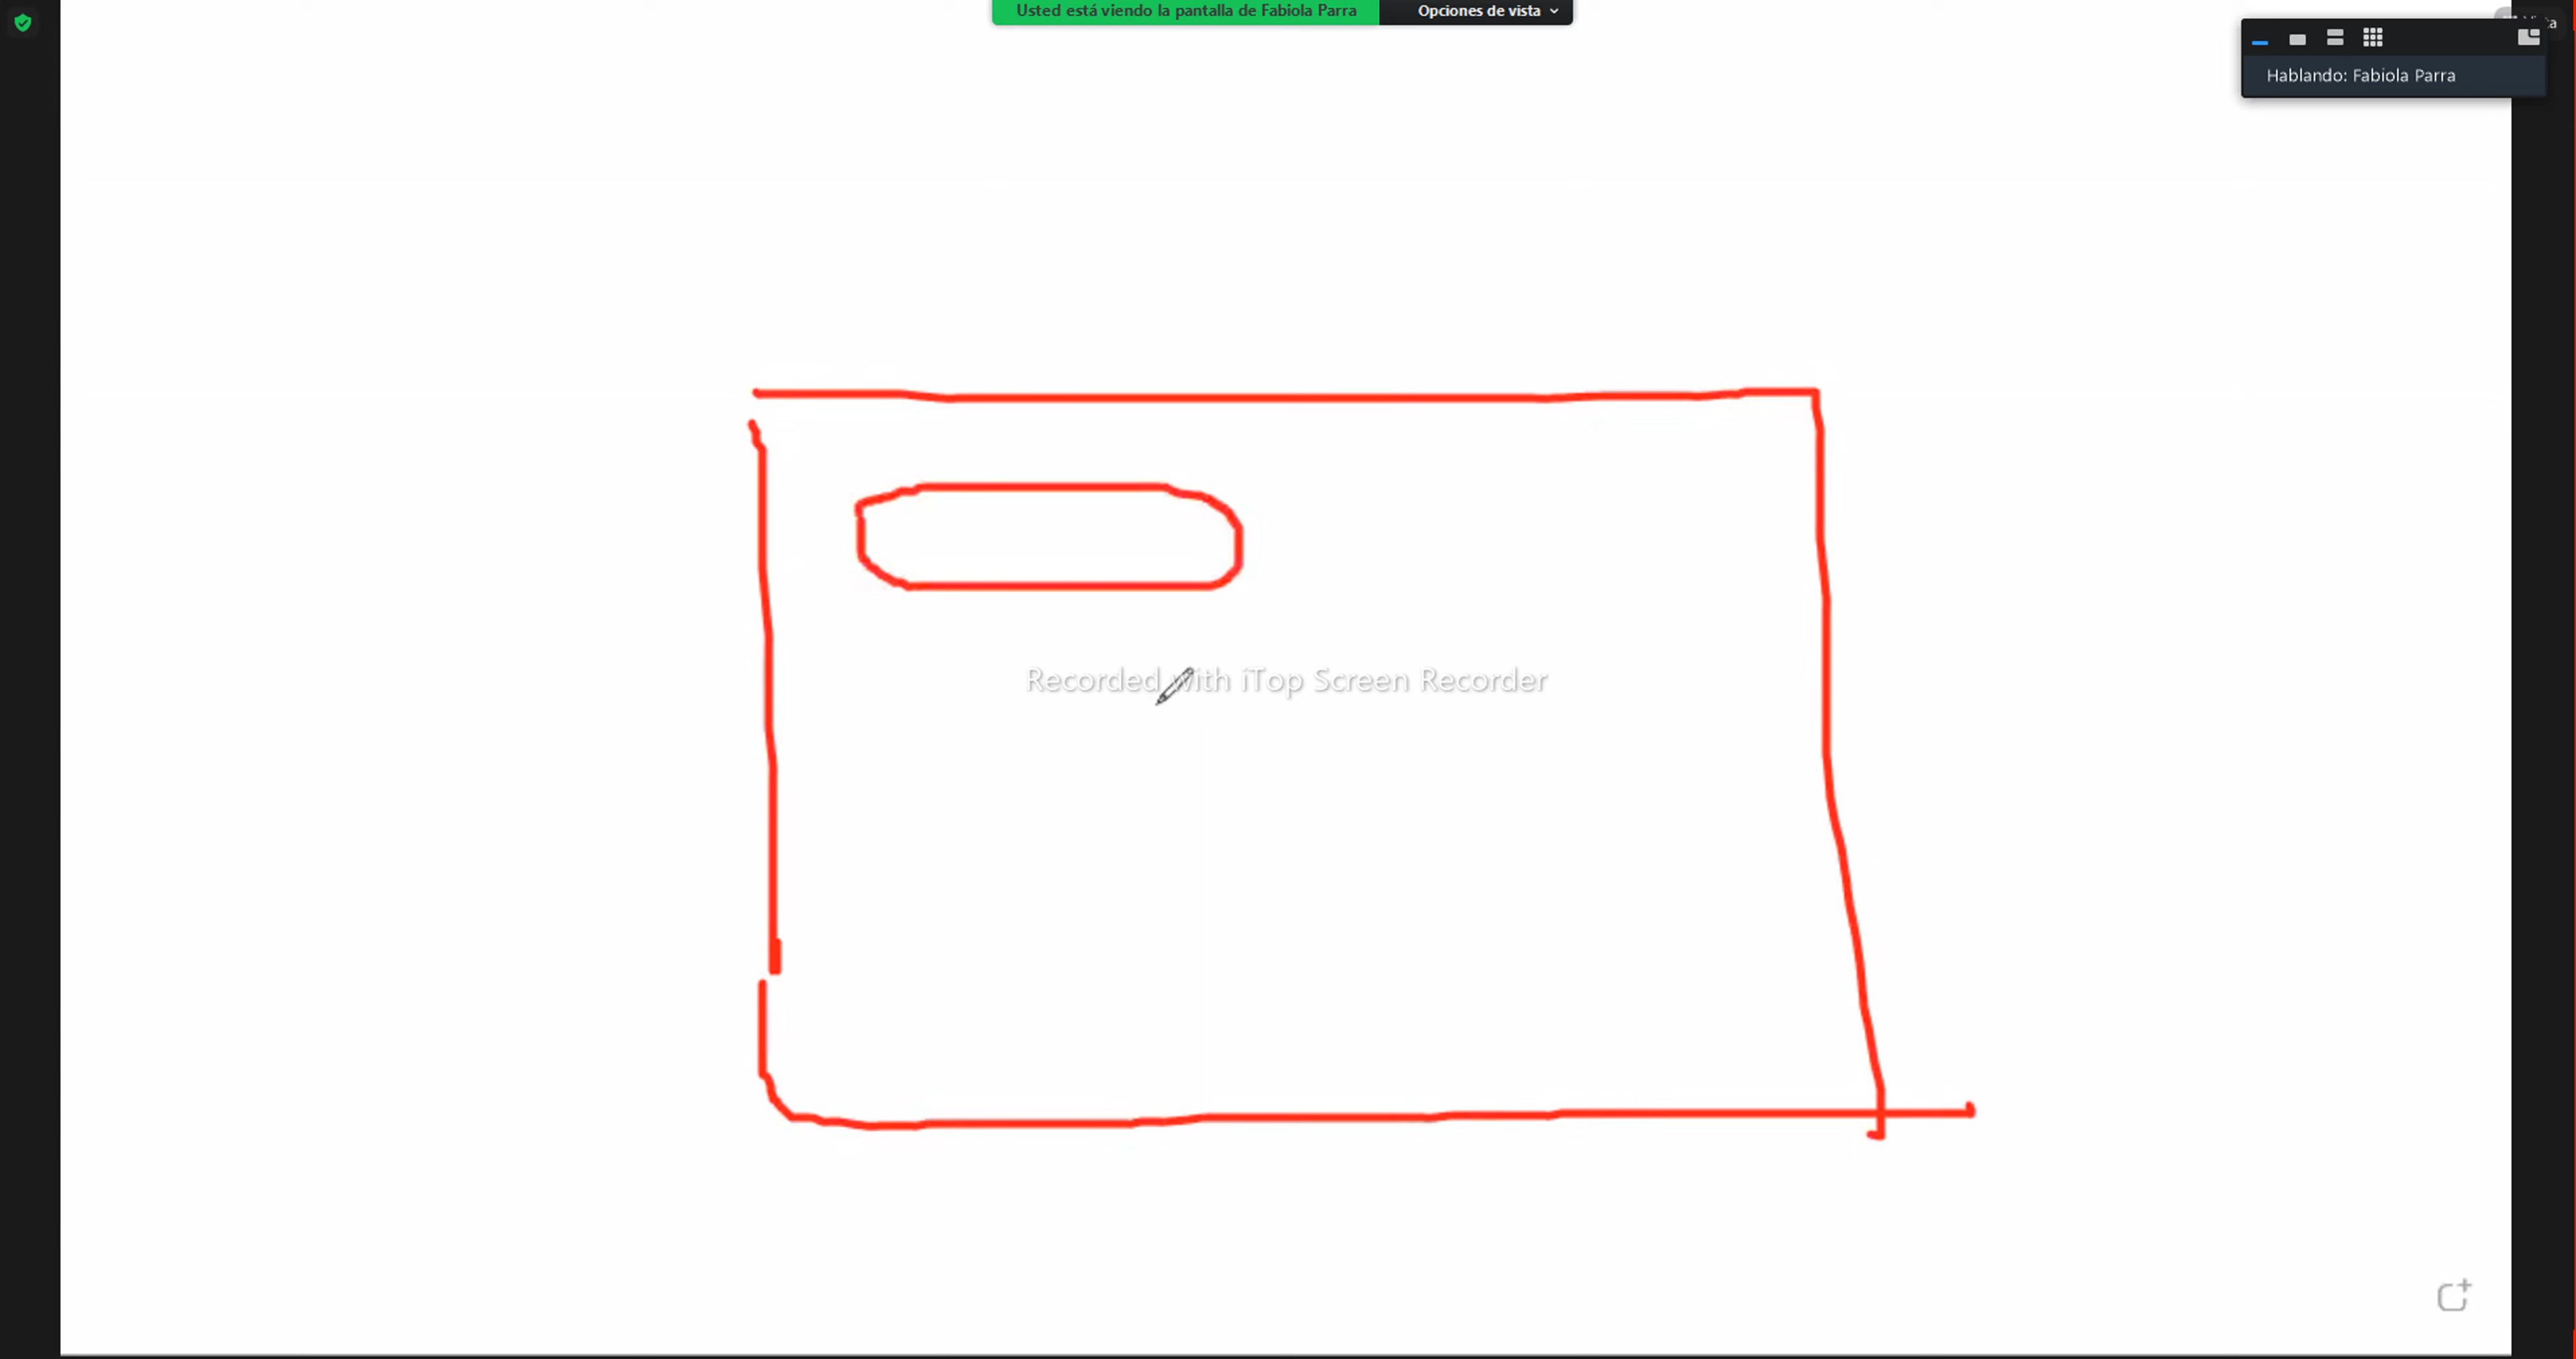 Usted está viendo la pantalla de Fabiola Parra
Opciones de vista
Hablando: Fabiola Parra
Recorded with iTop Screen Recorder